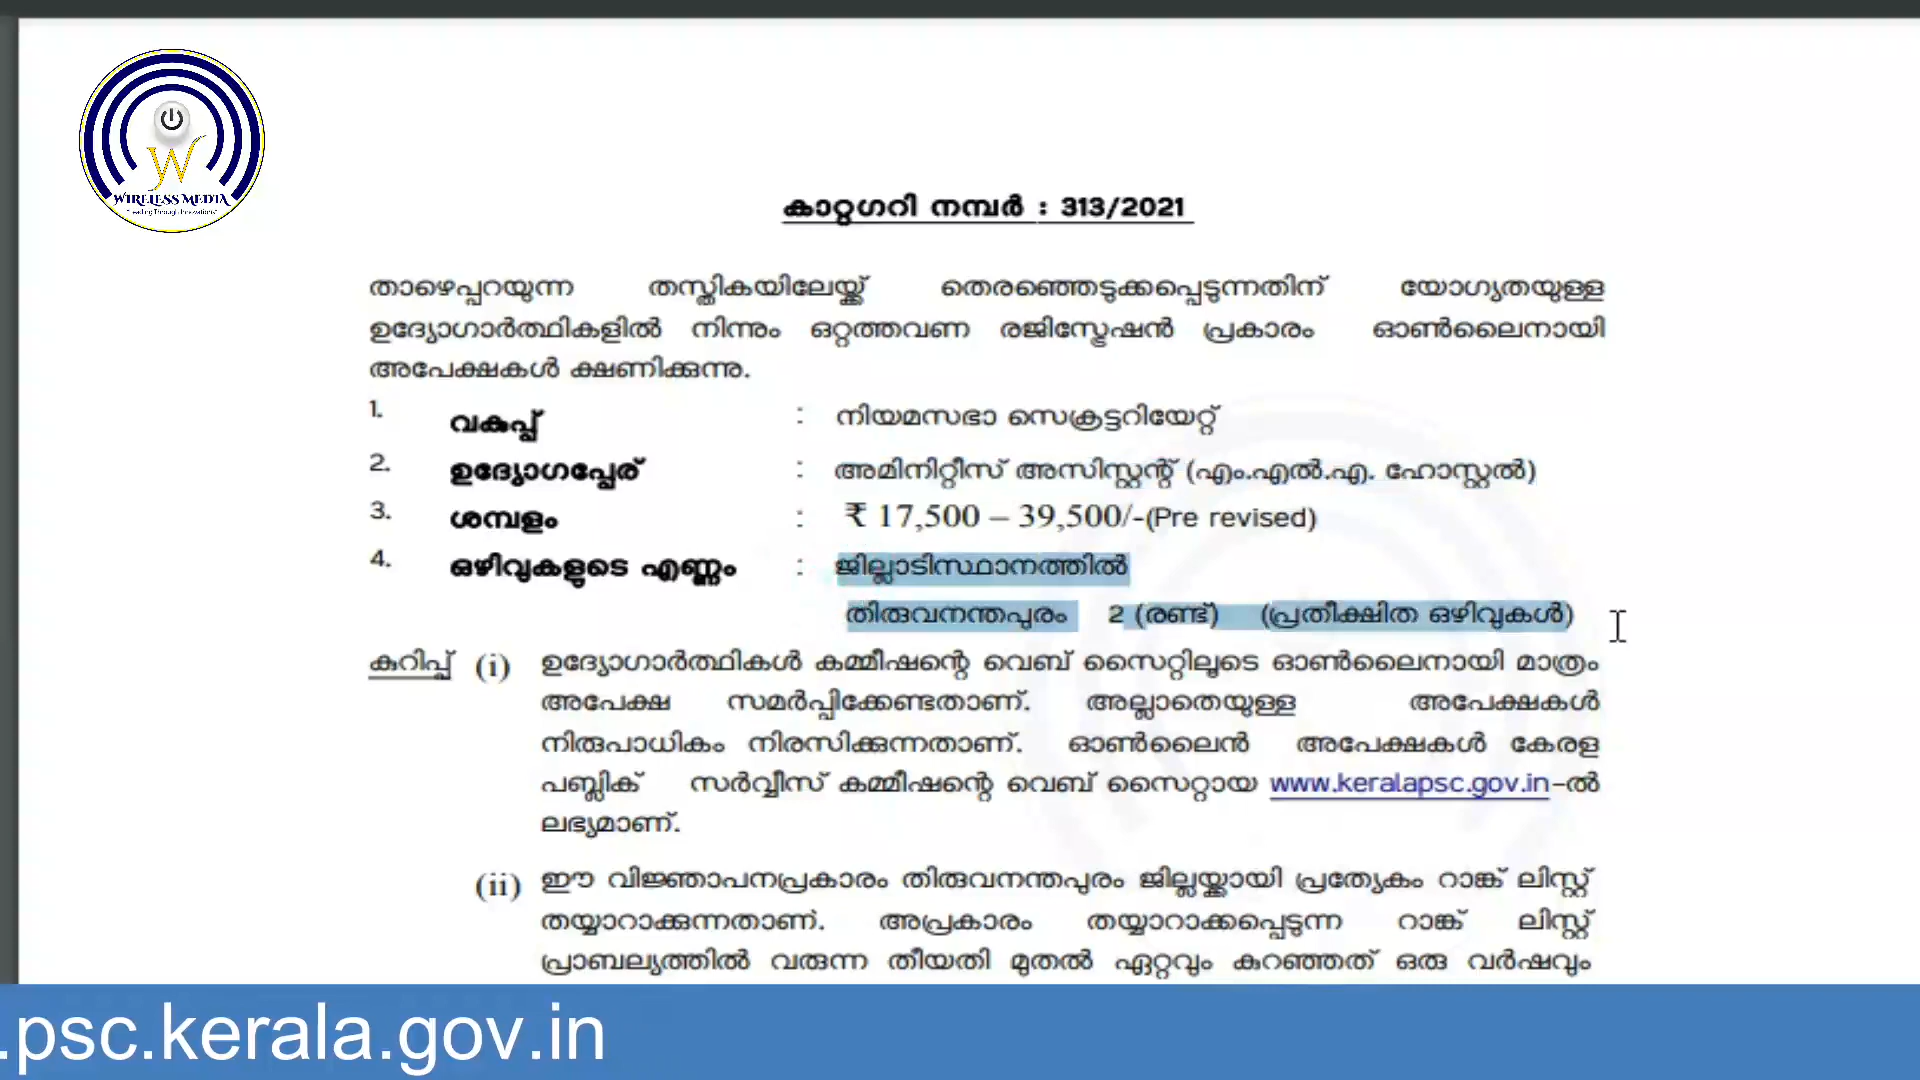 WIRELESS MEDIA
"Leading Through Innovations"
കാറ്റഗറി നമ്പർ : 313/2021
താഴെപ്പറയുന്ന തസ്തികയിലേയ്ക്ക് തെരഞ്ഞെടുക്കപ്പെടുന്നതിന് യോഗ്യതയുള്ള
ഉദ്യോഗാർത്ഥികളിൽ നിന്നും ഒറ്റത്തവണ രജിസ്ട്രേഷൻ പ്രകാരം ഓൺലൈനായി
അപേക്ഷകൾ ക്ഷണിക്കുന്നു.
1. വകുപ്പ് : നിയമസഭാ സെക്രട്ടറിയേറ്റ്
2. ഉദ്യോഗപ്പേര് : അമിനിറ്റീസ് അസിസ്റ്റന്റ് (എം.എൽ.എ. ഹോസ്റ്റൽ)
3. ശമ്പളം : ₹ 17,500 – 39,500/-(Pre revised)
4. ഒഴിവുകളുടെ എണ്ണം : ജില്ലാടിസ്ഥാനത്തിൽ
തിരുവനന്തപുരം 2 (രണ്ട്) (പ്രതീക്ഷിത ഒഴിവുകൾ)
കുറിപ്പ് (i) ഉദ്യോഗാർത്ഥികൾ കമ്മീഷന്റെ വെബ് സൈറ്റിലൂടെ ഓൺലൈനായി മാത്രം
അപേക്ഷ സമർപ്പിക്കേണ്ടതാണ്. അല്ലാതെയുള്ള അപേക്ഷകൾ
നിരുപാധികം നിരസിക്കുന്നതാണ്. ഓൺലൈൻ അപേക്ഷകൾ കേരള
പബ്ലിക് സർവ്വീസ് കമ്മീഷന്റെ വെബ് സൈറ്റായ www.keralapsc.gov.in-ൽ
ലഭ്യമാണ്.
(ii) ഈ വിജ്ഞാപനപ്രകാരം തിരുവനന്തപുരം ജില്ലയ്ക്കായി പ്രത്യേകം റാങ്ക് ലിസ്റ്റ്
തയ്യാറാക്കുന്നതാണ്. അപ്രകാരം തയ്യാറാക്കപ്പെടുന്ന റാങ്ക് ലിസ്റ്റ്
പ്രാബല്യത്തിൽ വരുന്ന തീയതി മുതൽ ഏറ്റവും കുറഞ്ഞത് ഒരു വർഷവും
.psc.kerala.gov.in